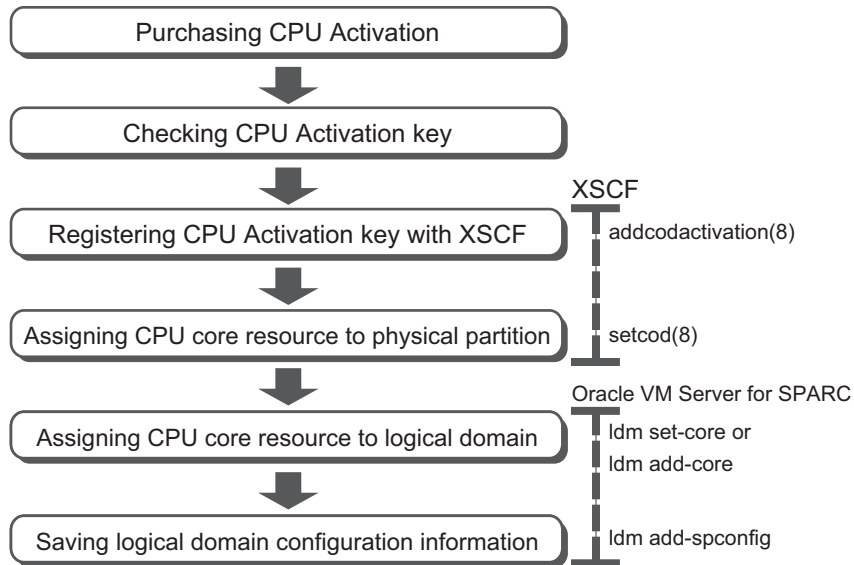 Purchasing CPU Activation
Checking CPU Activation key
XSCF
Registering CPU Activation key with XSCF
addcodactivation(8)
Assigning CPU core resource to physical partition
setcod(8)
Oracle VM Server for SPARC
Assigning CPU core resource to logical domain
ldm set-core or
ldm add-core
Saving logical domain configuration information
ldm add-spconfig